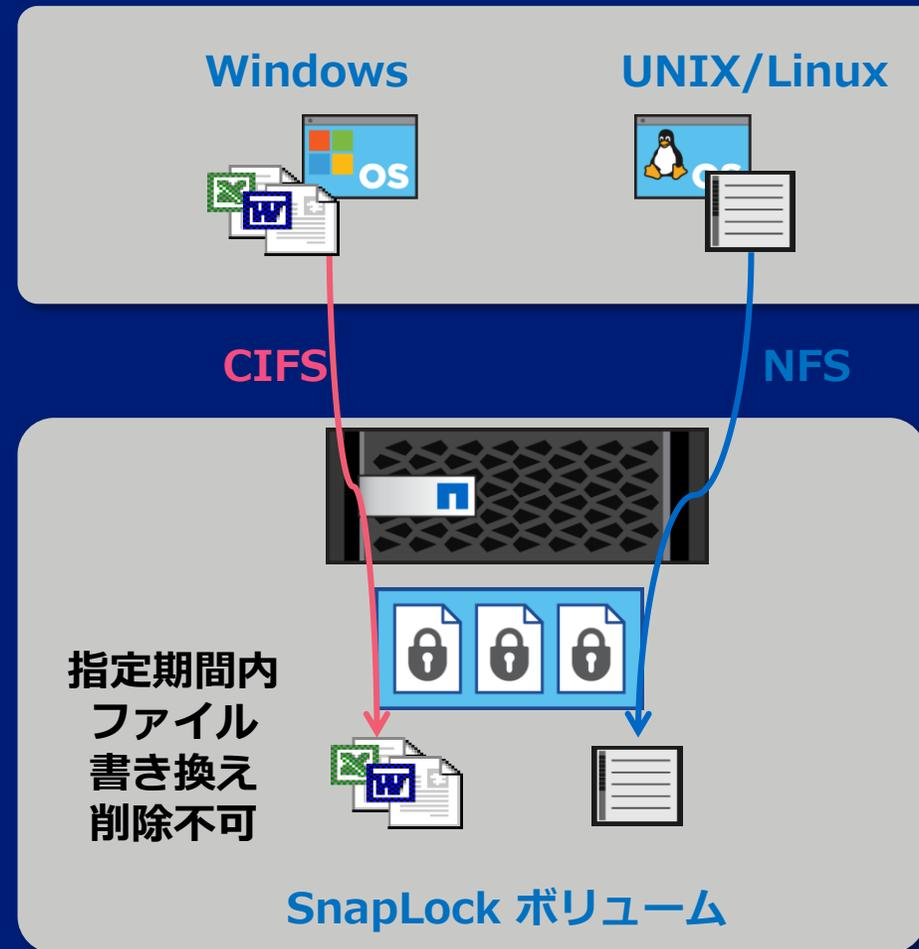 Windows
UNIX/Linux
OS
OS
CIFS
NFS
指定期間内
ファイル
書き換え
削除不可
SnapLock ボリューム